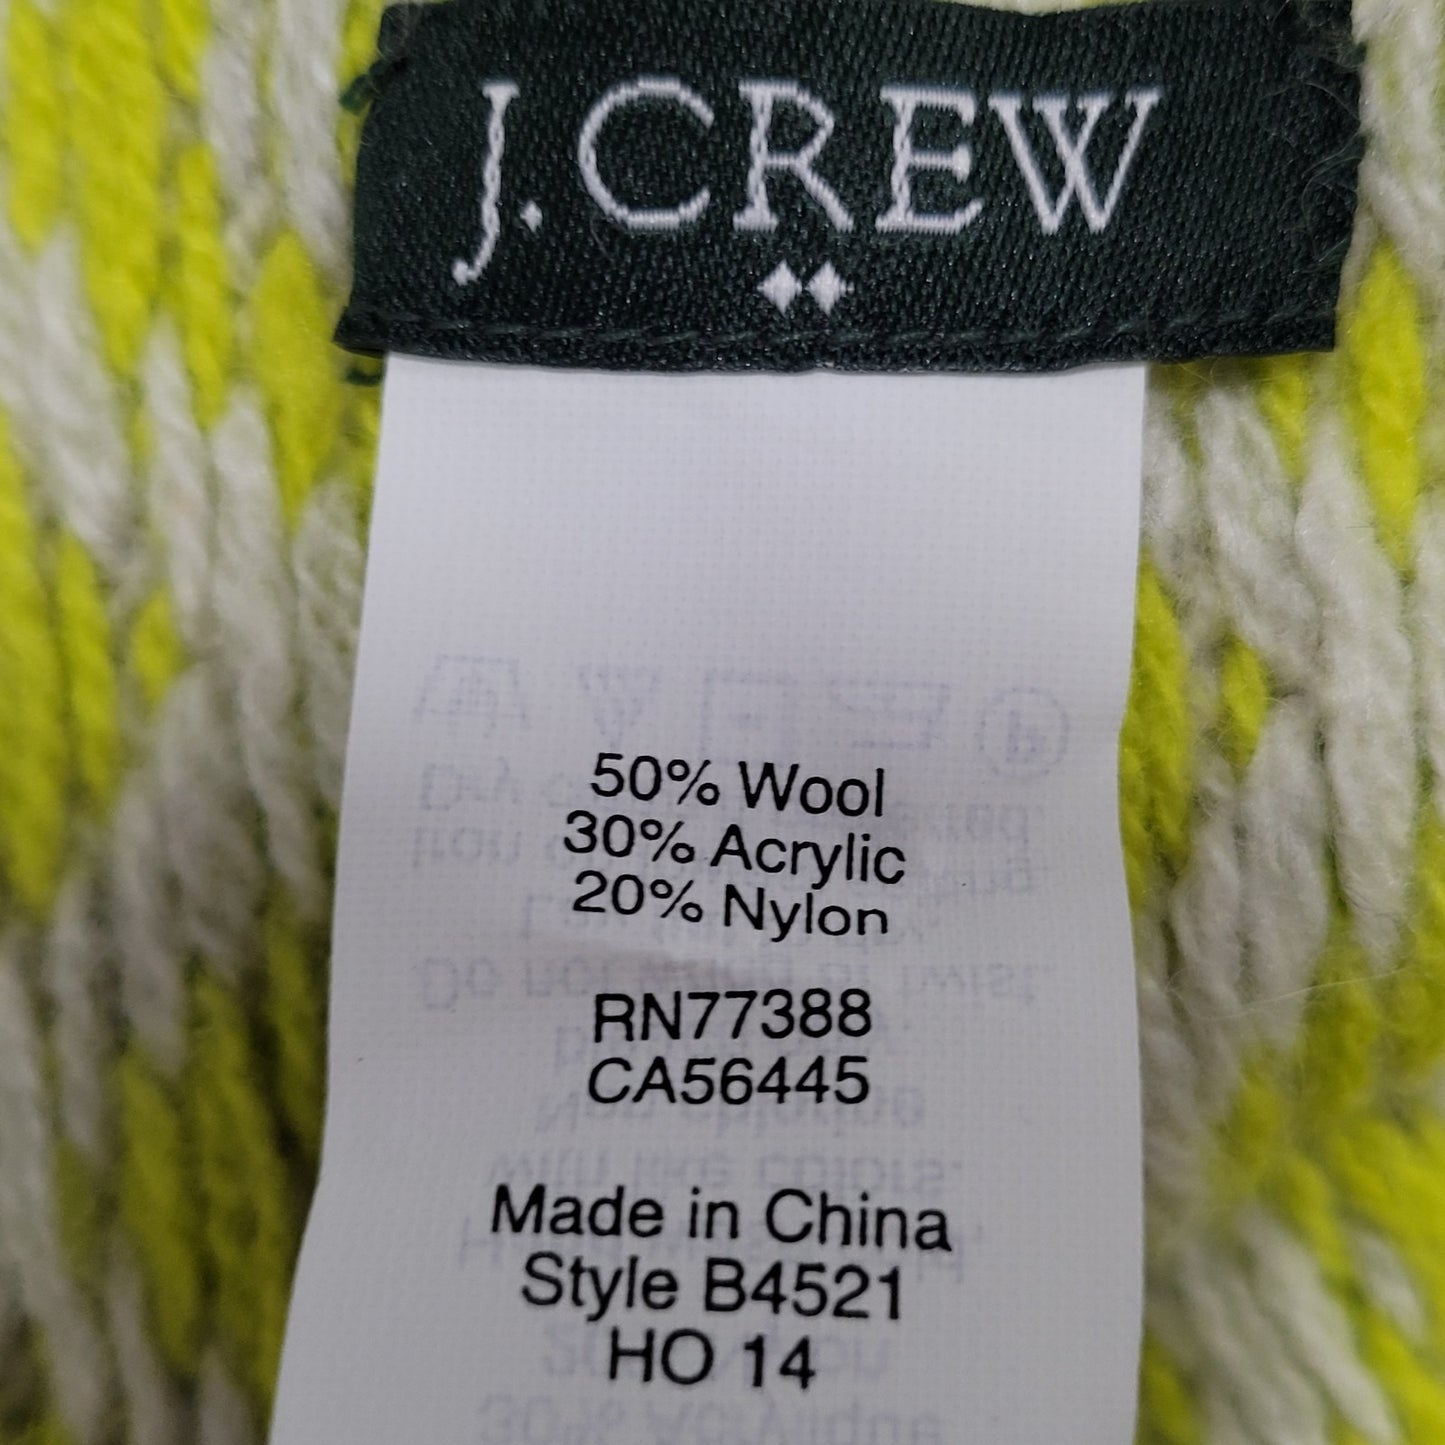 J.CREW
50% Wool
30% Acrylic
20% Nylon
RN77388
CA56445
Made in China
Style B4521
HO 14